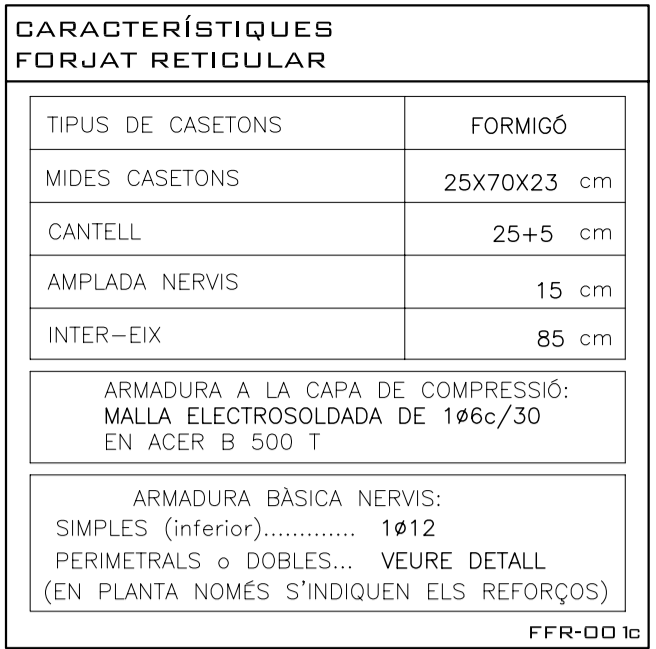 CARACTERÍSTIQUES
FORJAT RETICULAR
TIPUS DE CASETONS FORMIGÓ
MIDES CASETONS 25X70X23 cm
CANTELL 25+5 cm
AMPLADA NERVIS 15 cm
INTER-EIX 85 cm
ARMADURA A LA CAPA DE COMPRESSIÓ:
MALLA ELECTROSOLDADA DE 1ø6c/30
EN ACER B 500 T
ARMADURA BÀSICA NERVIS:
SIMPLES (inferior)............. 1ø12
PERIMETRALS o DOBLES... VEURE DETALL
(EN PLANTA NOMÉS S'INDIQUEN ELS REFORÇOS)
FFR-001c